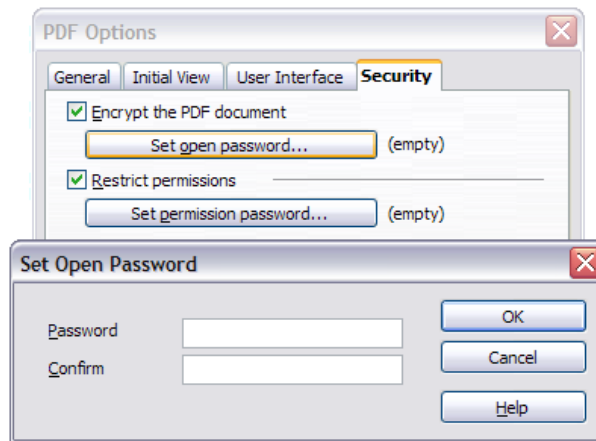 PDF Options
General Initial View User Interface Security
Encrypt the PDF document
Set open password... (empty)
Restrict permissions
Set permission password... (empty)
Set Open Password
Password
OK
Confirm
Cancel
Help